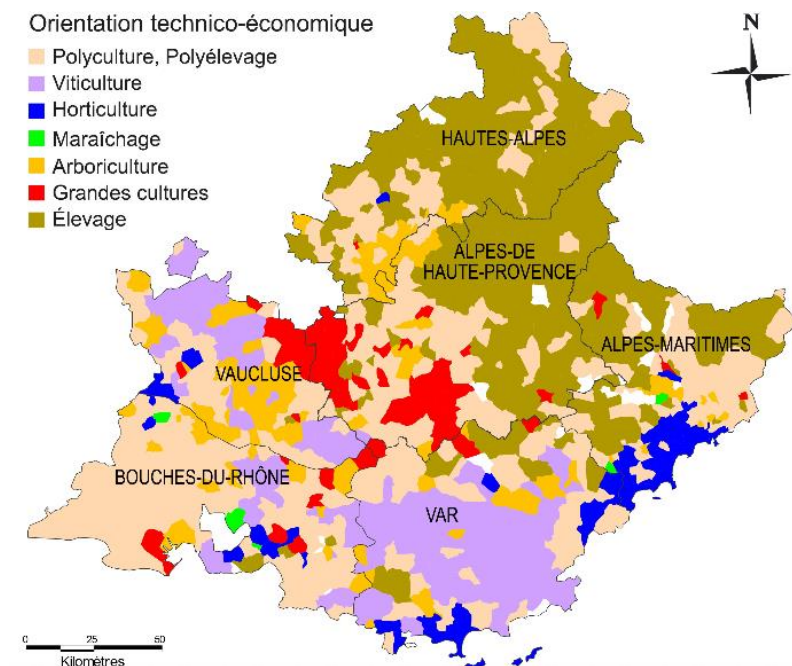 Orientation technico-économique
Polyculture, Polyélevage
Viticulture
Horticulture
Maraîchage
Arboriculture
Grandes cultures
Élevage
N
HAUTES-ALPES
ALPES-DE
HAUTE-PROVENCE
ALPES-MARITIMES
VAUCLUSE
BOUCHES-DU-RHÔNE
VAR
0 25 50
Kilomètres